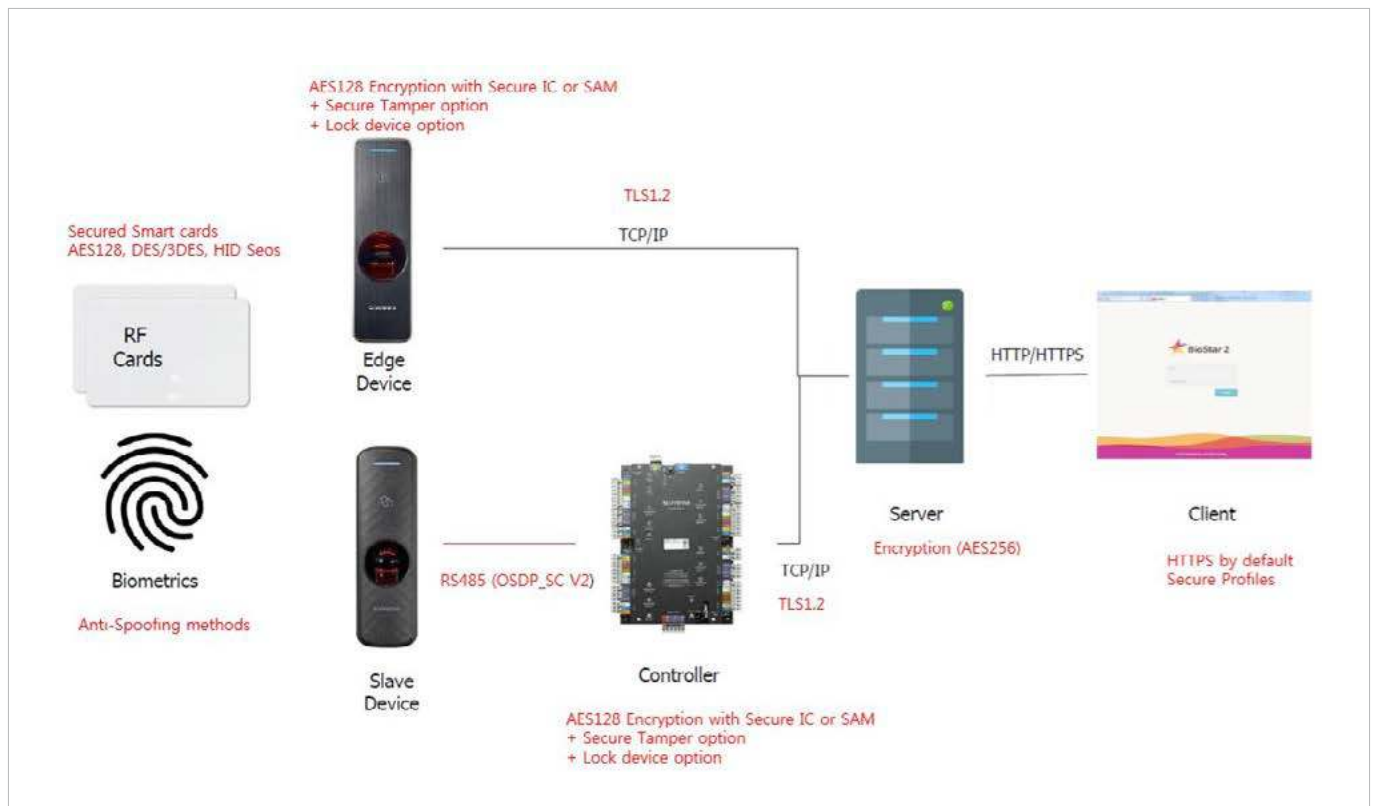 AES128 Encryption with Secure IC or SAM
+ Secure Tamper option
+ Lock device option
TLS1.2
TCP/IP
Secured Smart cards
AES128, DES/3DES, HID Seos
RF
Cards
Edge
Device
HTTP/HTTPS
BioStar 2
Biometrics
Anti-Spoofing methods
RS485 (OSDP_SC V2)
TCP/IP
TLS1.2
Server
Encryption (AES256)
Client
HTTPS by default
Secure Profiles
Slave
Device
Controller
AES128 Encryption with Secure IC or SAM
+ Secure Tamper option
+ Lock device option